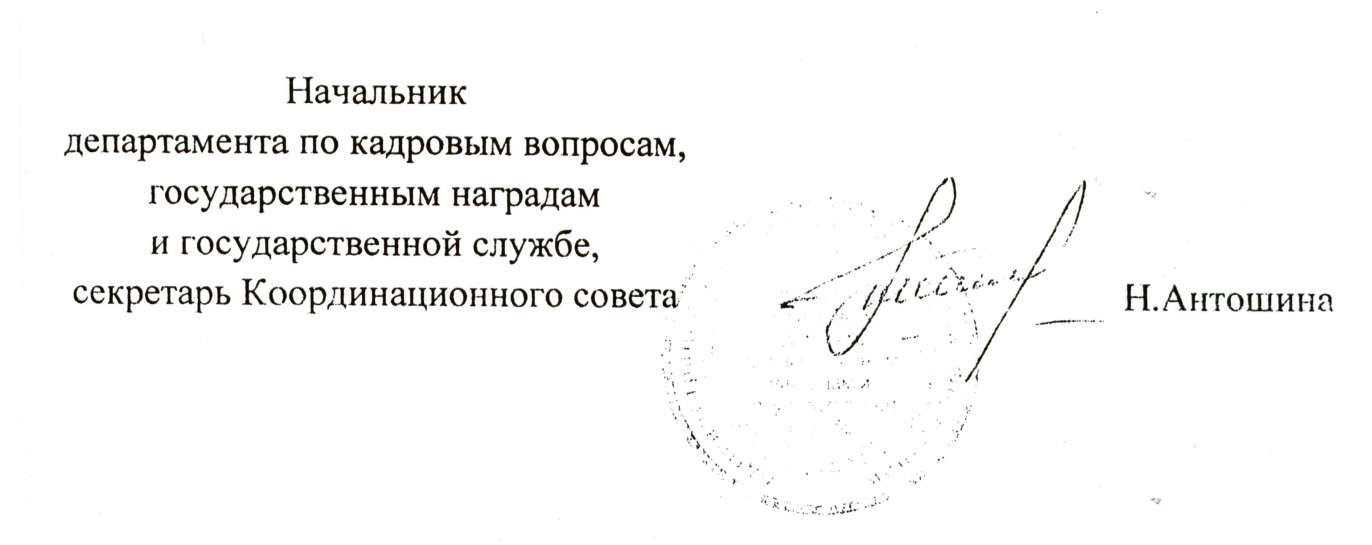 Начальник
департамента по кадровым вопросам,
государственным наградам
и государственной службе,
секретарь Координационного совета
Н.Антошина